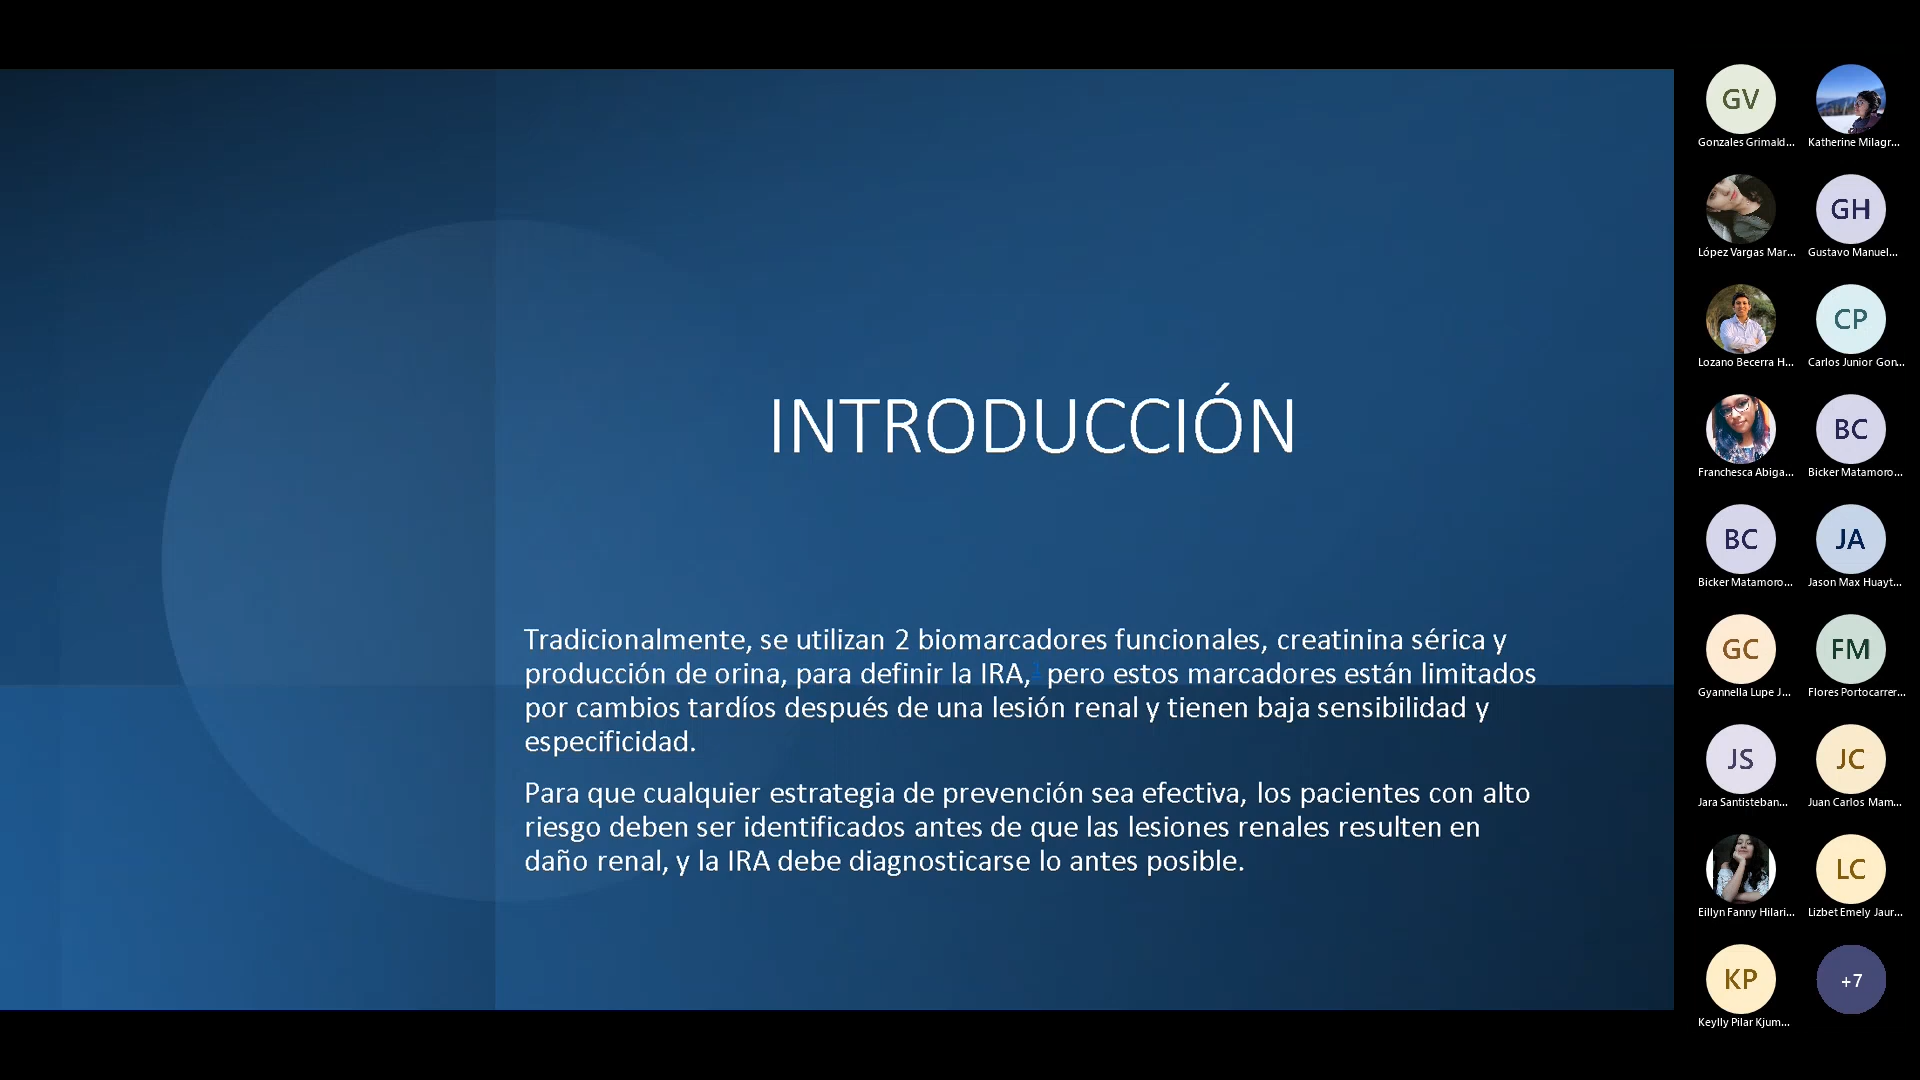 INTRODUCCIÓN
Tradicionalmente, se utilizan 2 biomarcadores funcionales, creatinina sérica y
producción de orina, para definir la IRA,1 pero estos marcadores están limitados
por cambios tardíos después de una lesión renal y tienen baja sensibilidad y
especificidad.
Para que cualquier estrategia de prevención sea efectiva, los pacientes con alto
riesgo deben ser identificados antes de que las lesiones renales resulten en
daño renal, y la IRA debe diagnosticarse lo antes posible.
GV
Gonzales Grimald...
Katherine Milagr...
López Vargas Mar...
GH
Gustavo Manuel...
Lozano Becerra H...
CP
Carlos Junior Gon...
Franchesca Abiga...
BC
Bicker Matamoro...
BC
Bicker Matamoro...
JA
Jason Max Huayt...
GC
Gyannella Lupe J...
FM
Flores Portocarrer...
JS
Jara Santisteban...
JC
Juan Carlos Mam...
Eillyn Fanny Hilari...
LC
Lizbet Emely Jaur...
KP
Keylly Pilar Kjum...
+7